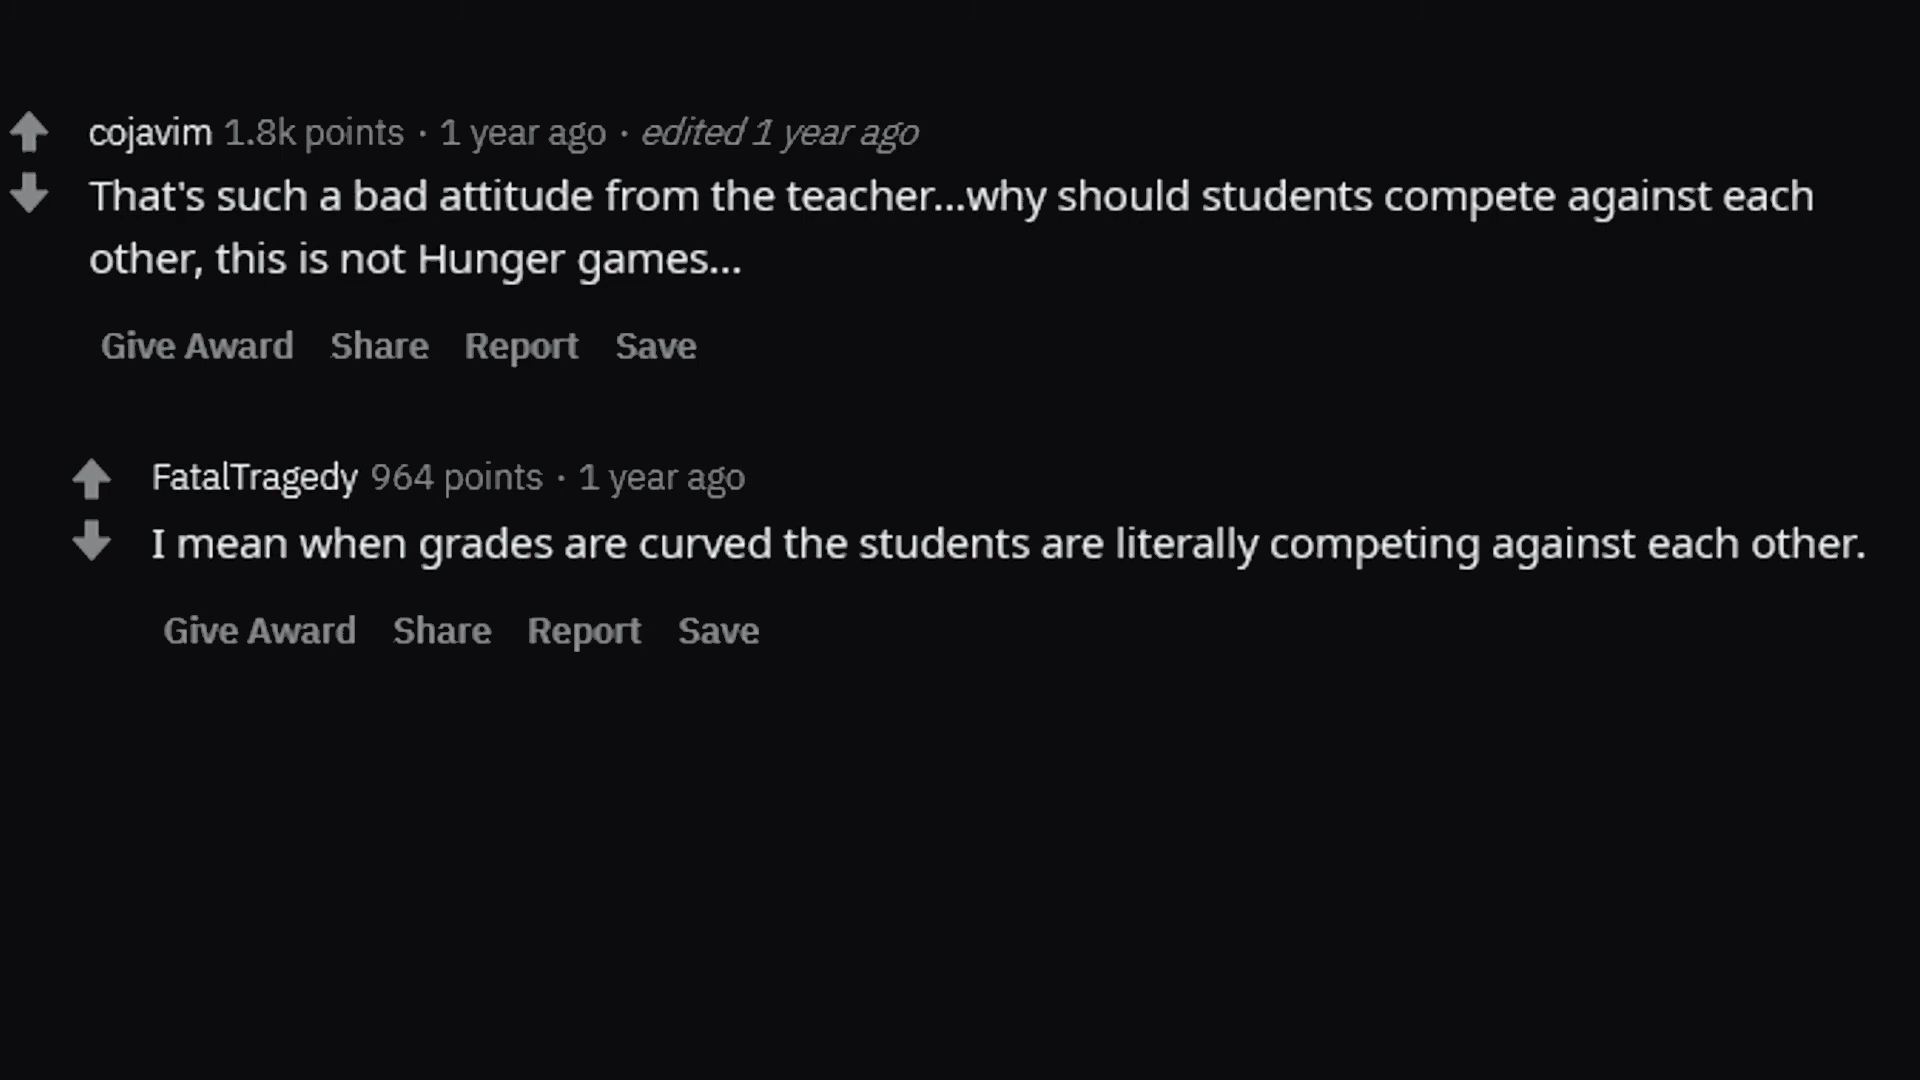 cojavim 1.8k points · 1 year ago · edited 1 year ago
That's such a bad attitude from the teacher...why should students compete against each
other, this is not Hunger games...
Give Award Share Report Save
FatalTragedy 964 points · 1 year ago
I mean when grades are curved the students are literally competing against each other.
Give Award Share Report Save